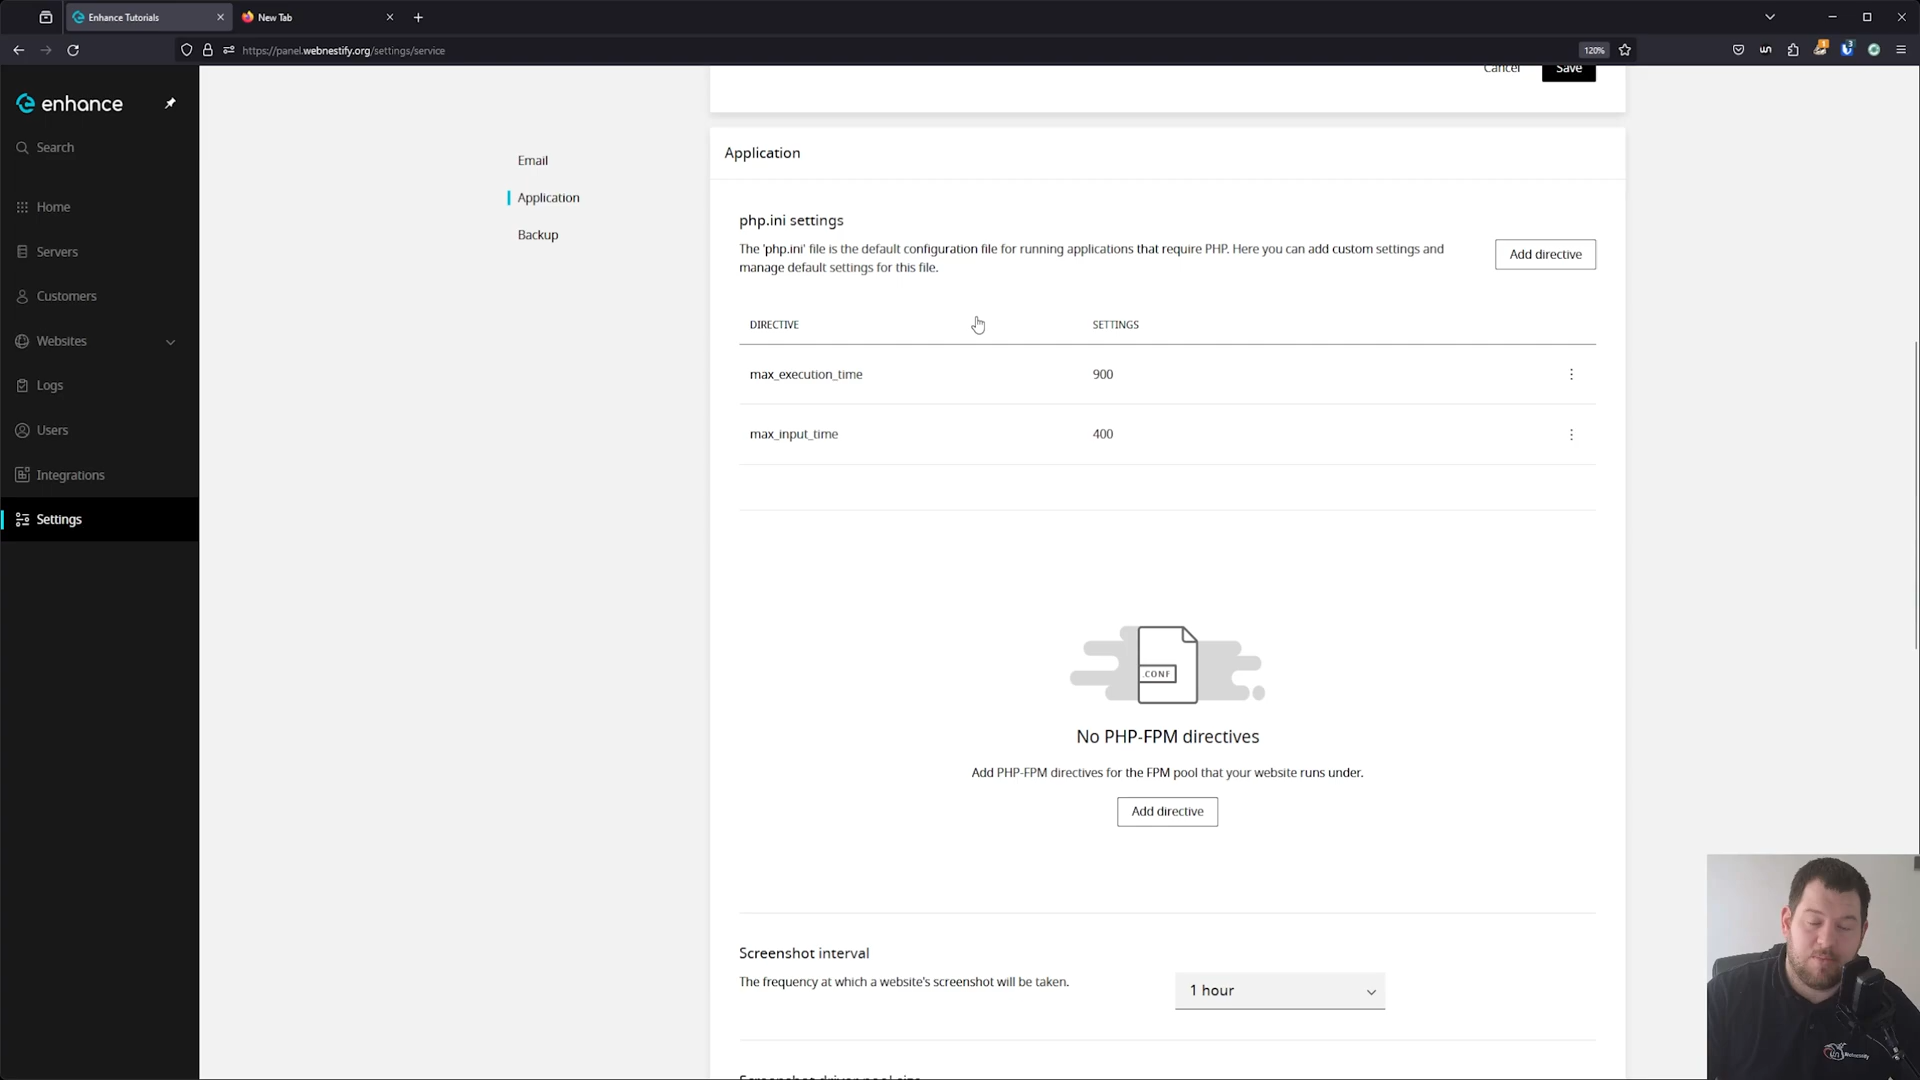 Enhance Tutorials
New Tab
https://panel.webnestify.org/settings/service
120%
Cancel
Save
enhance
Search
Home
Servers
Customers
Websites
Logs
Users
Integrations
Settings
Email
Application
Backup
Application
php.ini settings
The 'php.ini' file is the default configuration file for running applications that require PHP. Here you can add custom settings and
manage default settings for this file.
Add directive
DIRECTIVE
SETTINGS
max_execution_time
900
max_input_time
400
.CONF
No PHP-FPM directives
Add PHP-FPM directives for the FPM pool that your website runs under.
Add directive
Screenshot interval
The frequency at which a website's screenshot will be taken.
1 hour
Webnestify